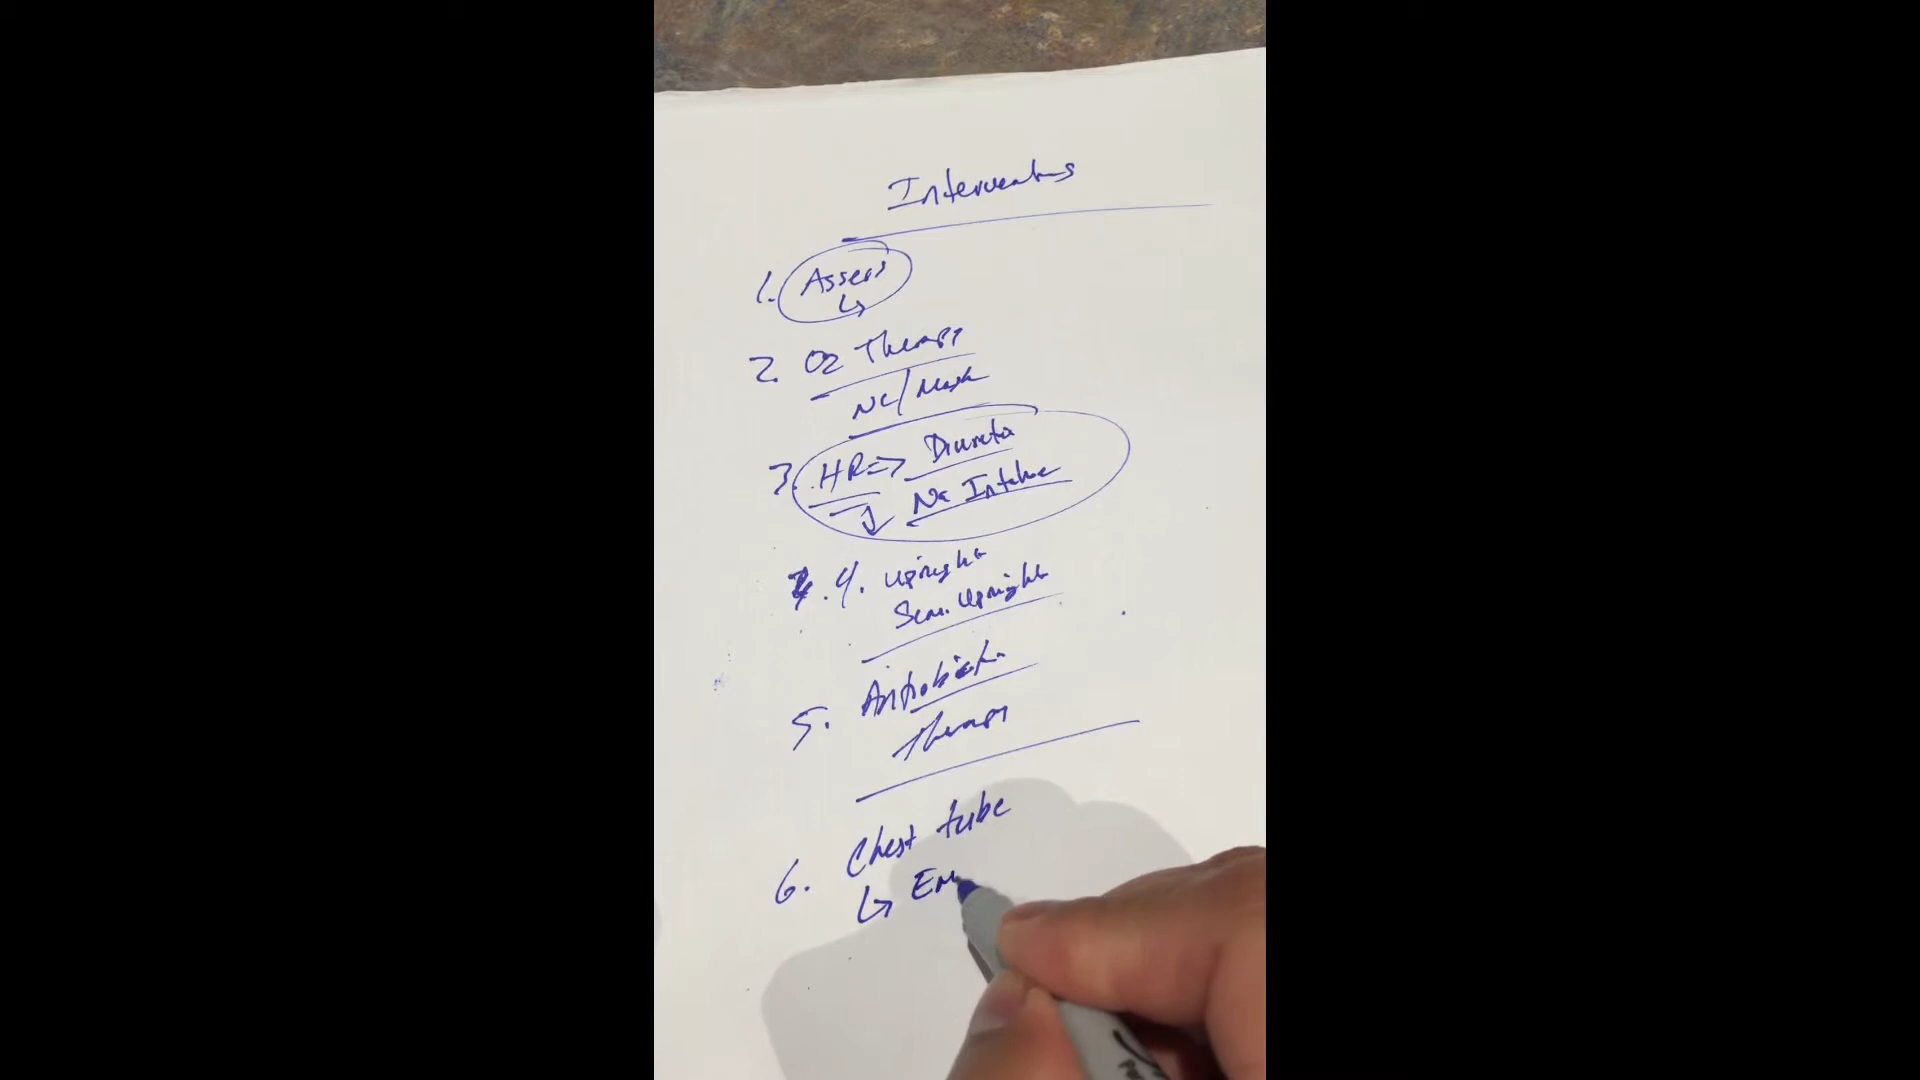 Interventions
1. Assess
2. O2 Therapy
NC/Mask
3. HR => Diuretic
Na Intake
4. Upright
Semi. Upright
5. Antibiotic
Therapy
6. Chest tube
Em